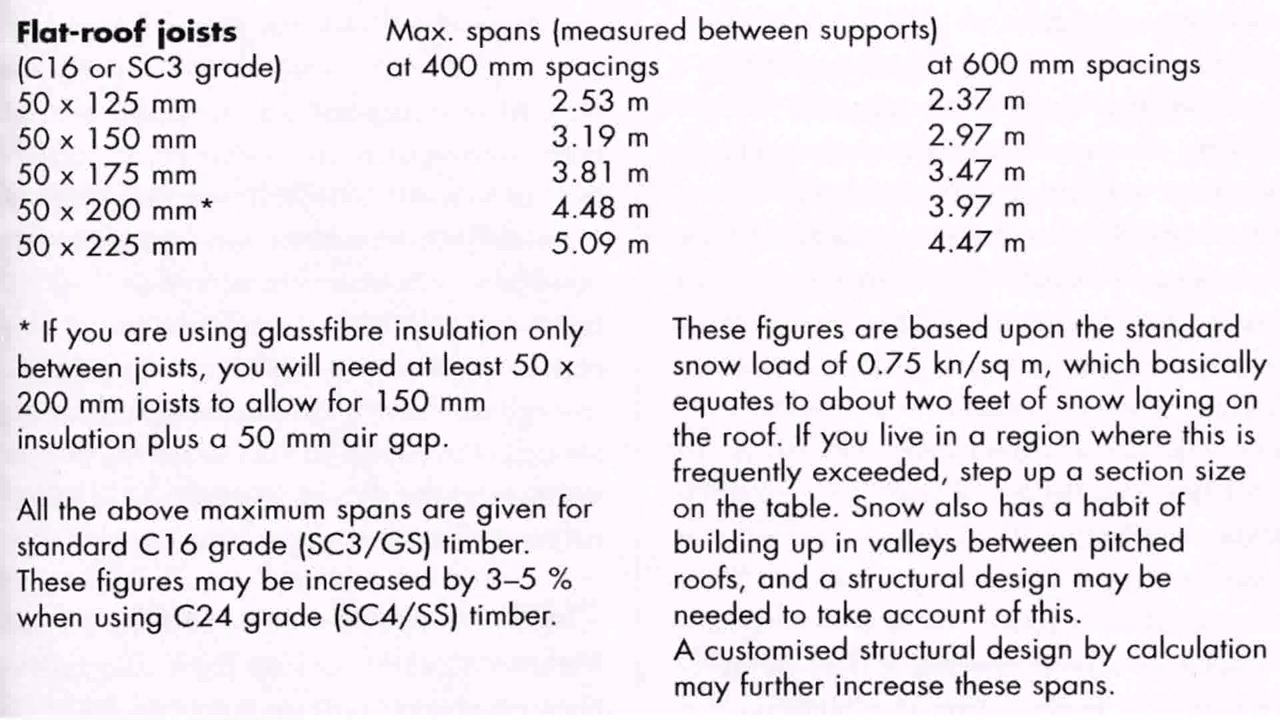 Flat-roof joists Max. spans (measured between supports)
(C16 or SC3 grade) at 400 mm spacings at 600 mm spacings
50 x 125 mm 2.53 m 2.37 m
50 x 150 mm 3.19 m 2.97 m
50 x 175 mm 3.81 m 3.47 m
50 x 200 mm* 4.48 m 3.97 m
50 x 225 mm 5.09 m 4.47 m
* If you are using glassfibre insulation only
between joists, you will need at least 50 x
200 mm joists to allow for 150 mm
insulation plus a 50 mm air gap.
All the above maximum spans are given for
standard C16 grade (SC3/GS) timber.
These figures may be increased by 3–5 %
when using C24 grade (SC4/SS) timber.
These figures are based upon the standard
snow load of 0.75 kn/sq m, which basically
equates to about two feet of snow laying on
the roof. If you live in a region where this is
frequently exceeded, step up a section size
on the table. Snow also has a habit of
building up in valleys between pitched
roofs, and a structural design may be
needed to take account of this.
A customised structural design by calculation
may further increase these spans.